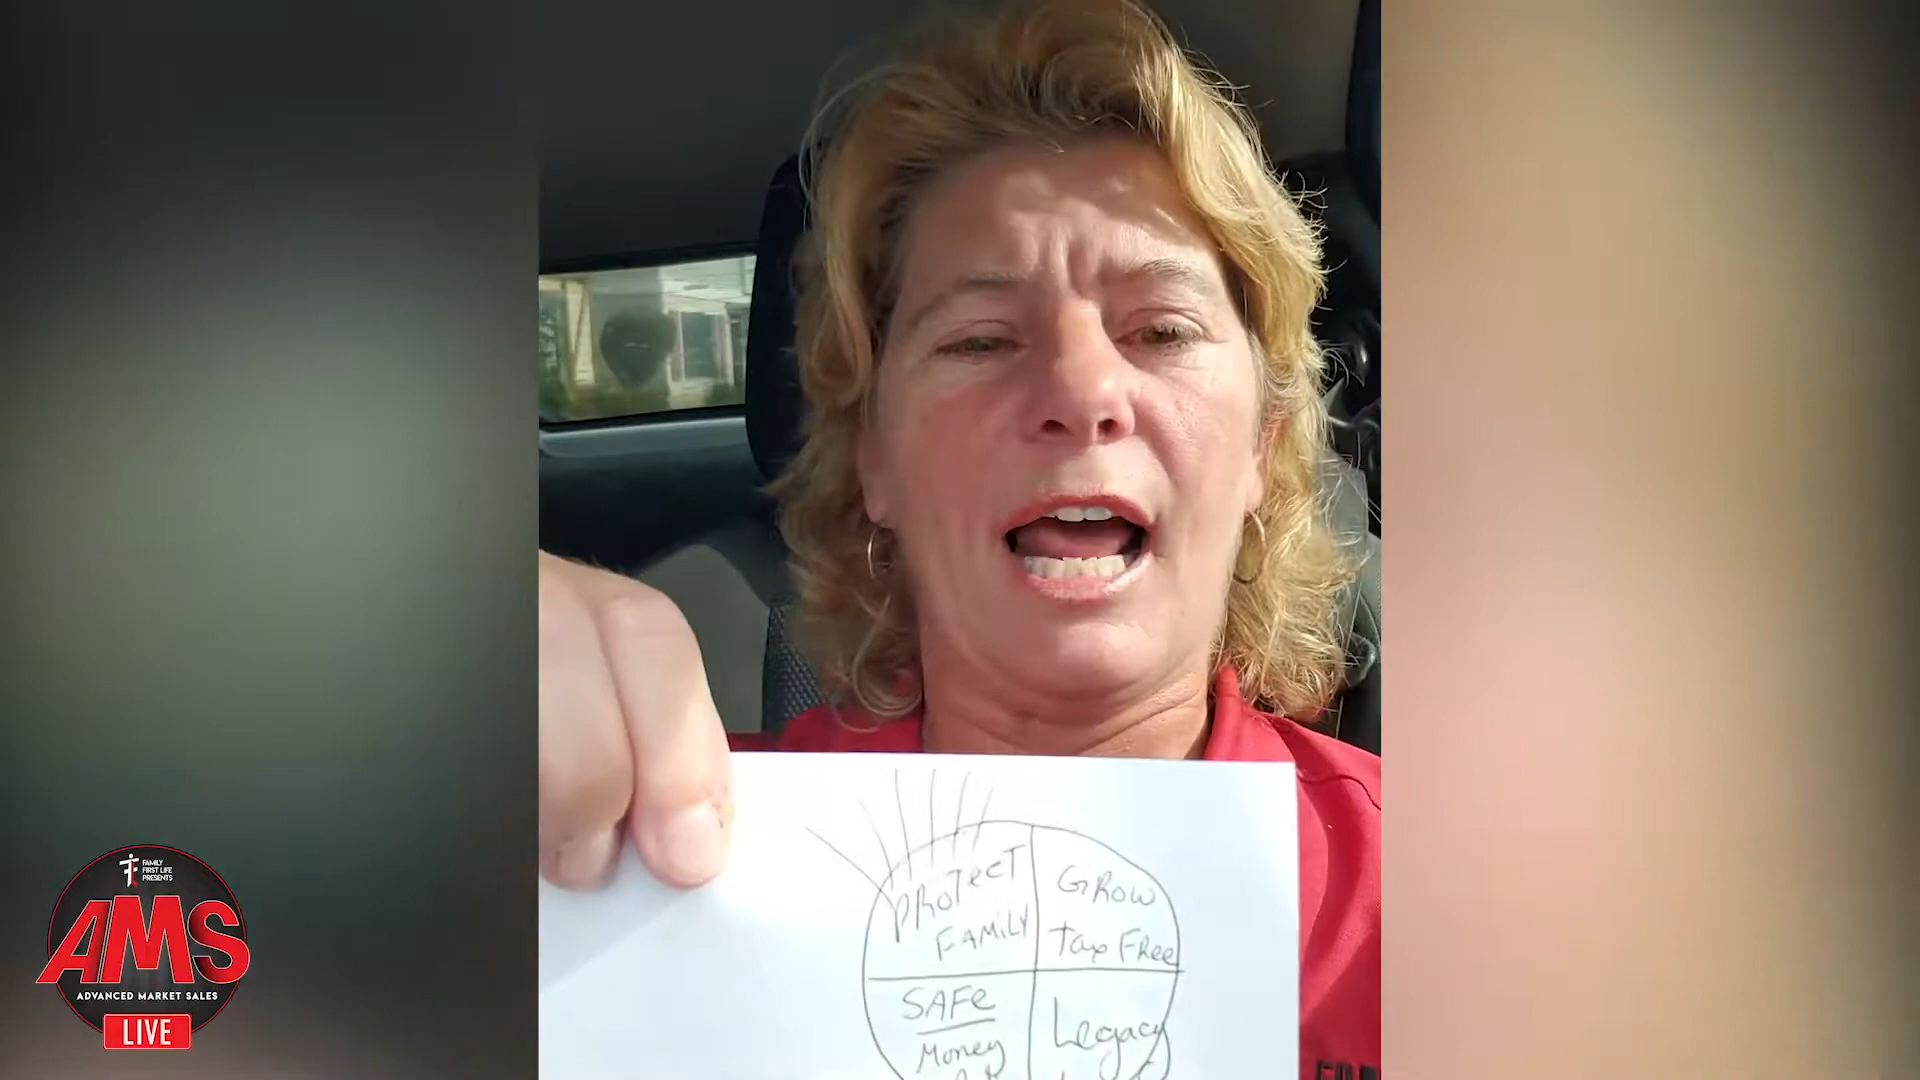 PROTECT
FAMILY
GROW
Tax FRee
SAFe
Money
Legacy
FAMILY
FIRST LIFE
PRESENTS
AMS
ADVANCED MARKET SALES
LIVE